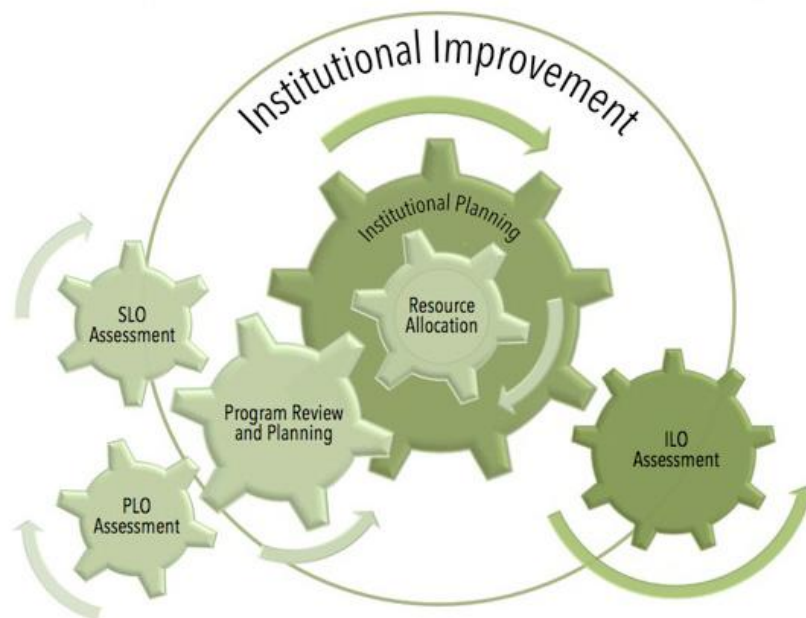 Institutional Improvement
Institutional Planning
Resource
Allocation
SLO
Assessment
Program Review
and Planning
ILO
Assessment
PLO
Assessment